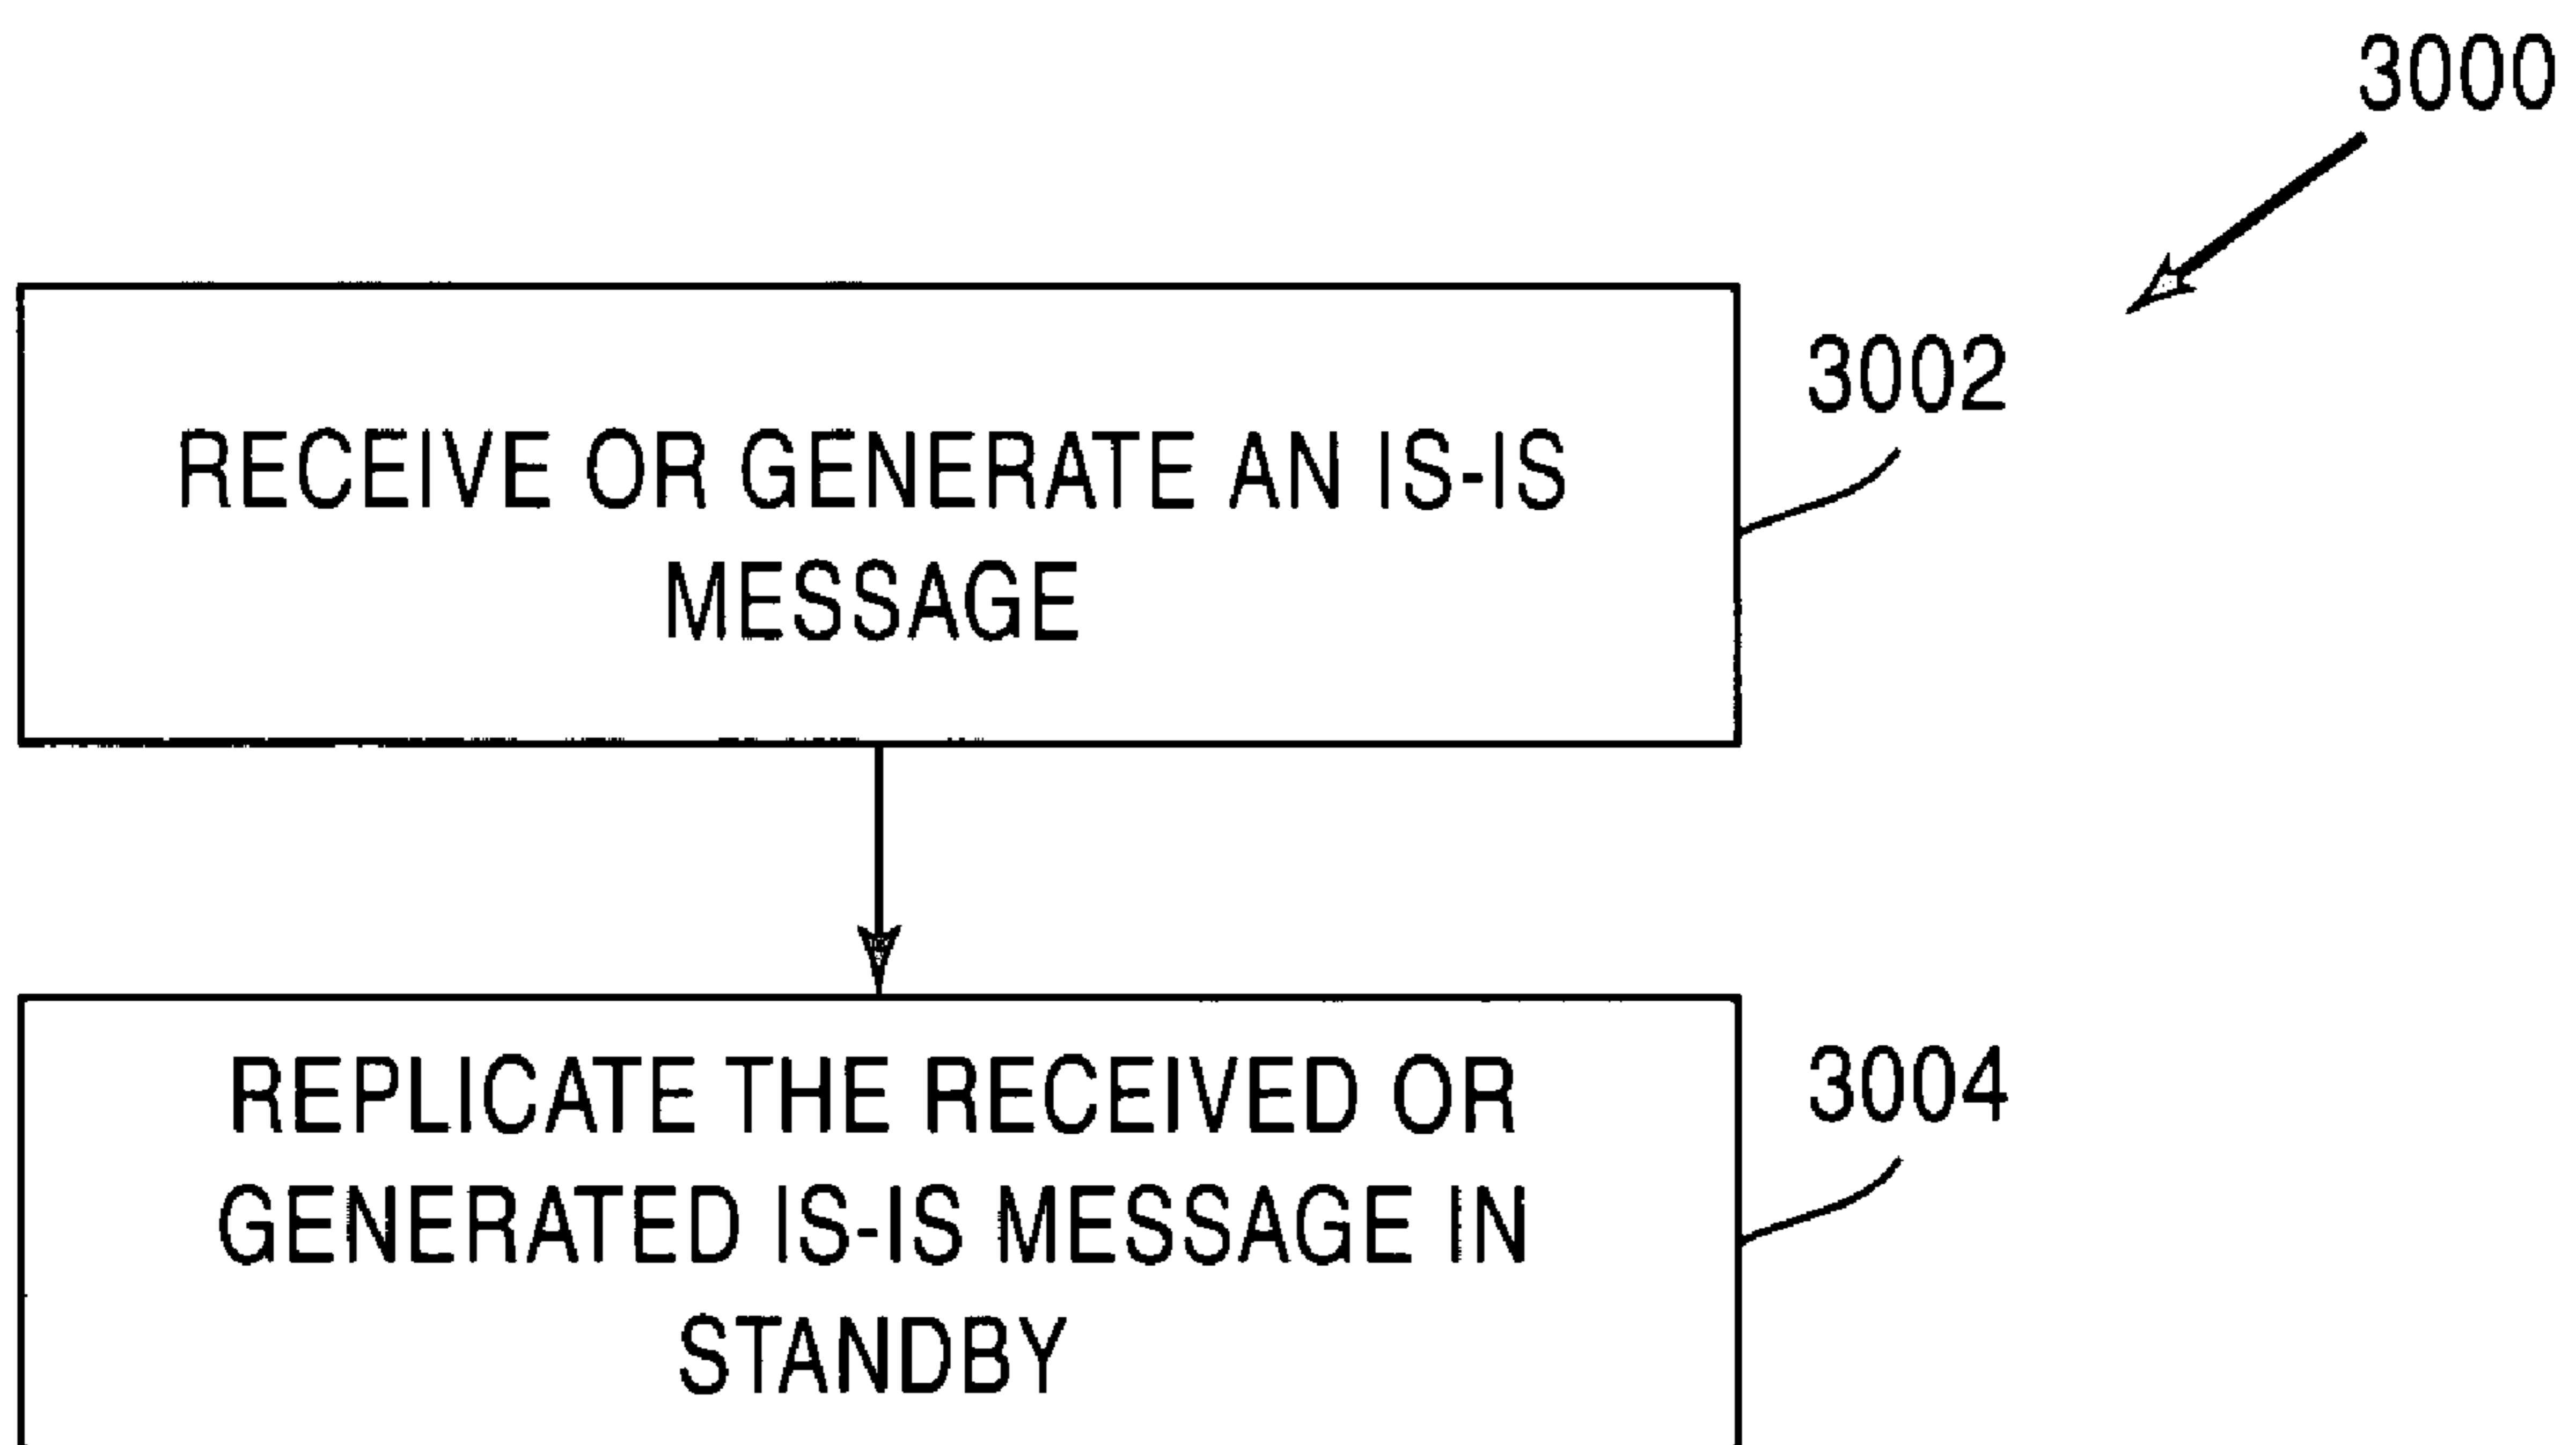 3000
3002
RECEIVE OR GENERATE AN IS-IS
MESSAGE
3004
REPLICATE THE RECEIVED OR
GENERATED IS-IS MESSAGE IN
STANDBY